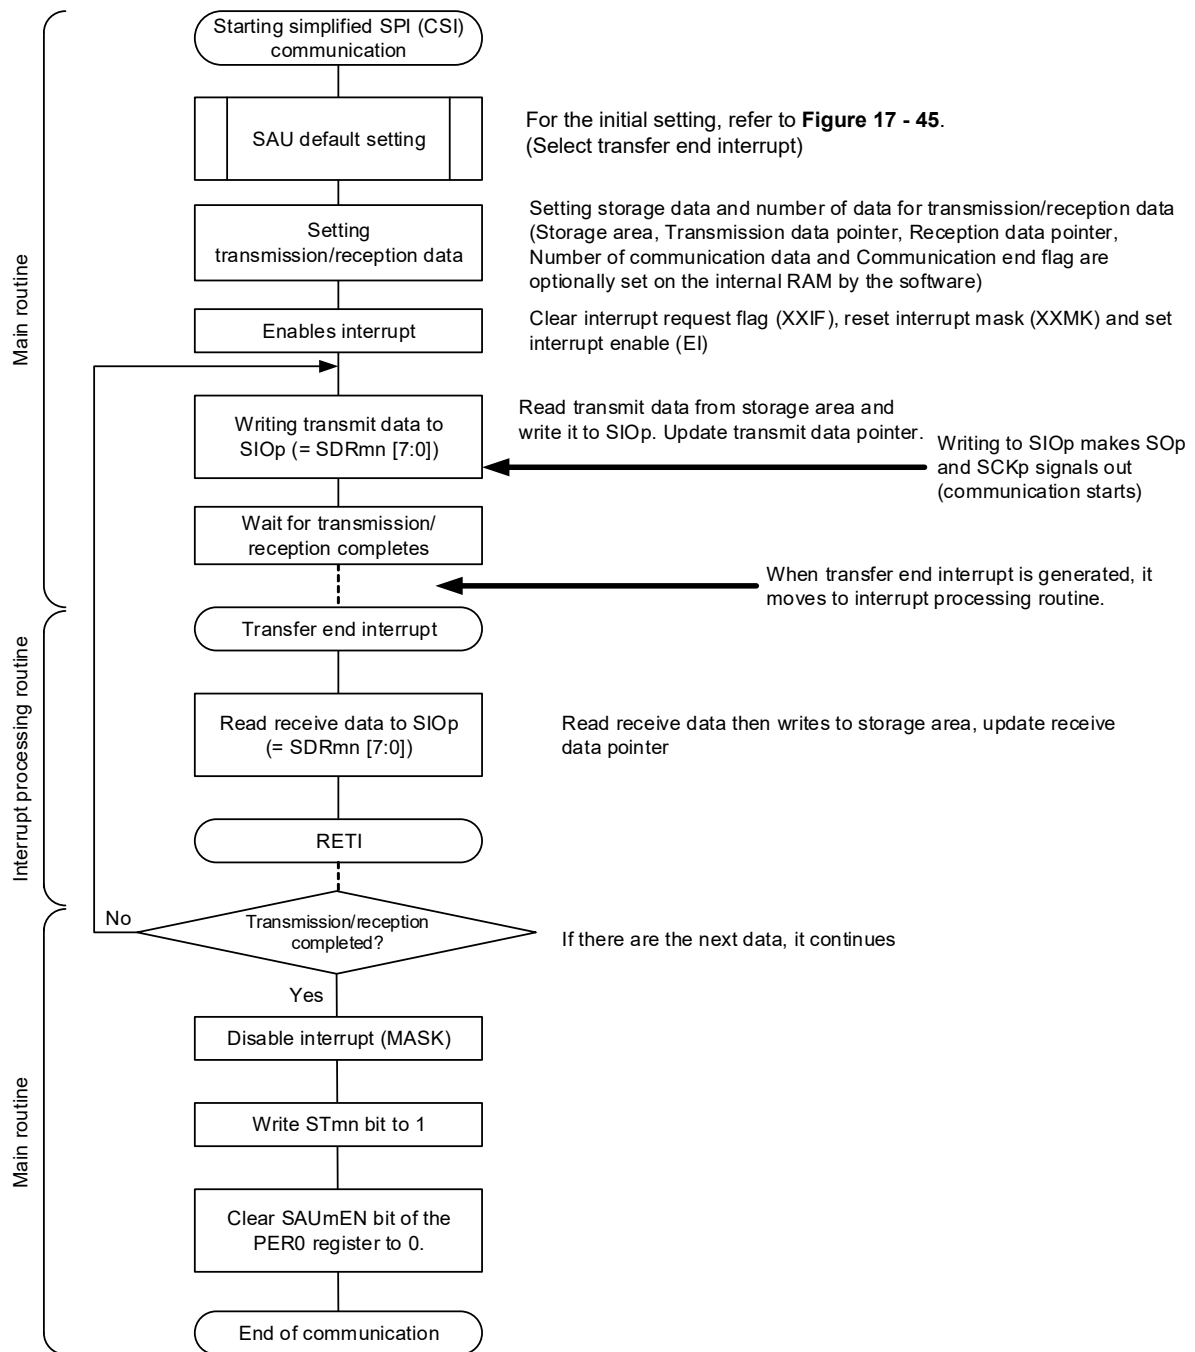 Starting simplified SPI (CSI)
communication
SAU default setting
For the initial setting, refer to Figure 17 - 45.
(Select transfer end interrupt)
Setting
transmission/reception data
Setting storage data and number of data for transmission/reception data
(Storage area, Transmission data pointer, Reception data pointer,
Number of communication data and Communication end flag are
optionally set on the internal RAM by the software)
Enables interrupt
Clear interrupt request flag (XXIF), reset interrupt mask (XXMK) and set
interrupt enable (EI)
Main routine
Writing transmit data to
SIOp (= SDRmn [7:0])
Read transmit data from storage area and
write it to SIOp. Update transmit data pointer.
Writing to SIOp makes SOp
and SCKp signals out
(communication starts)
Wait for transmission/
reception completes
When transfer end interrupt is generated, it
moves to interrupt processing routine.
Transfer end interrupt
Interrupt processing routine
Read receive data to SIOp
(= SDRmn [7:0])
Read receive data then writes to storage area, update receive
data pointer
RETI
No
Transmission/reception
completed?
If there are the next data, it continues
Yes
Disable interrupt (MASK)
Main routine
Write STmn bit to 1
Clear SAUmEN bit of the
PER0 register to 0.
End of communication